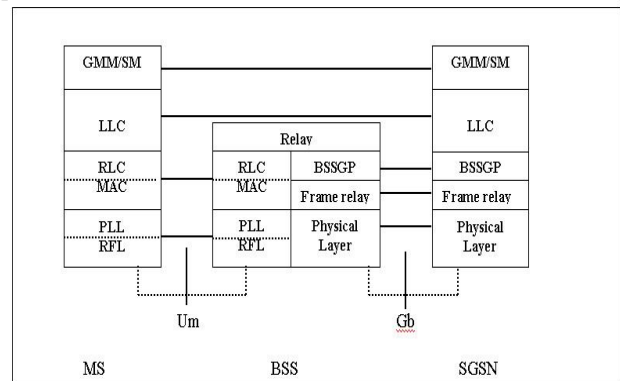 GMM/SM
LLC
RLC
MAC
PLL
RFL
Relay
RLC
MAC
PLL
RFL
BSSGP
Frame relay
Physical
Layer
GMM/SM
LLC
BSSGP
Frame relay
Physical
Layer
Um
Gb
MS
BSS
SGSN